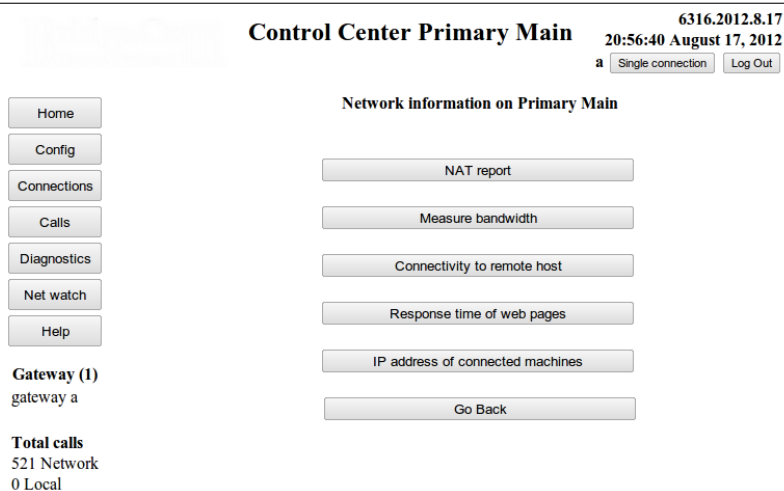 Control Center Primary Main
6316.2012.8.17
20:56:40 August 17, 2012
a Single connection Log Out
Home
Config
Connections
Calls
Diagnostics
Net watch
Help
Gateway (1)
gateway a
Total calls
521 Network
0 Local
Network information on Primary Main
NAT report
Measure bandwidth
Connectivity to remote host
Response time of web pages
IP address of connected machines
Go Back